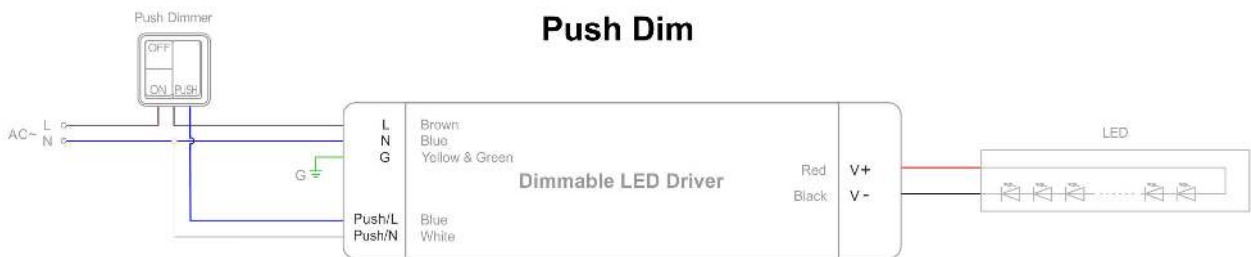 Push Dim
Push Dimmer
OFF
ON PUSH
AC~ L
N
G
L Brown
N Blue
G Yellow & Green
Dimmable LED Driver
Push/L Blue
Push/N White
Red V+
Black V-
LED